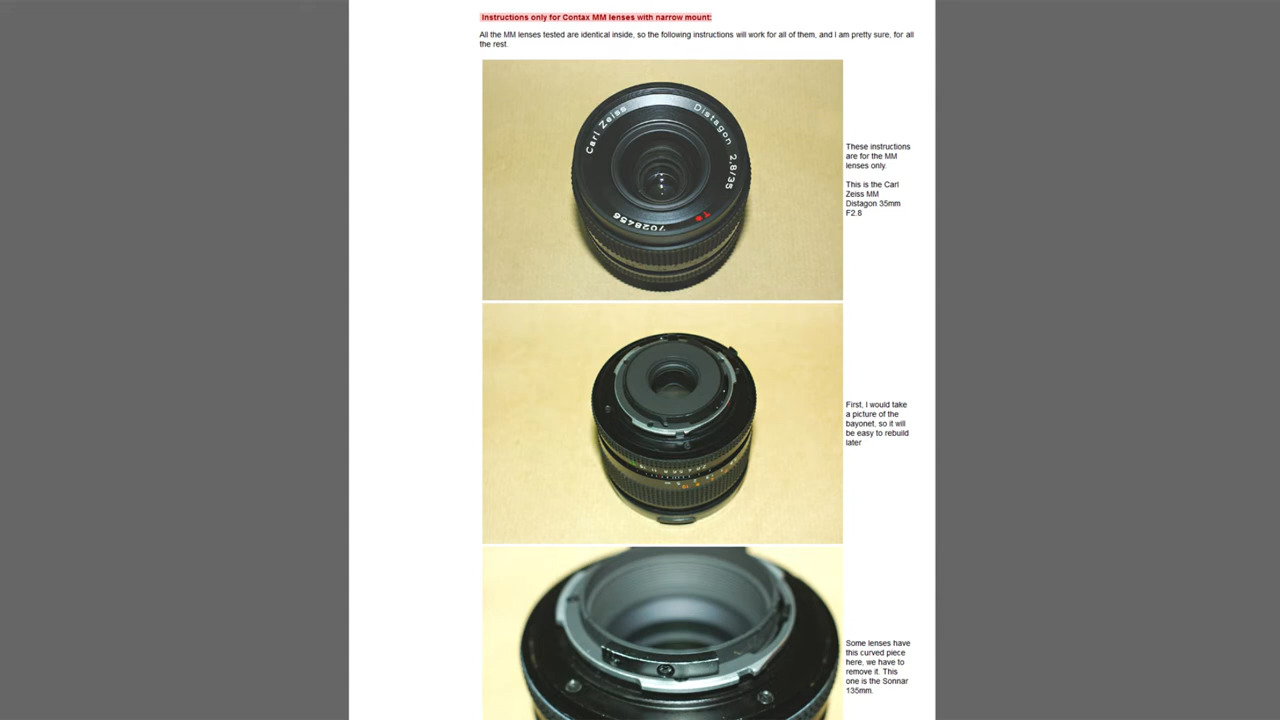 Instructions only for Contax MM lenses with narrow mount:
All the MM lenses tested are identical inside, so the following instructions will work for all of them, and I am pretty sure, for all
the rest.
Carl Zeiss Distagon 2,8/35
T*
7028456
These instructions
are for the MM
lenses only.
This is the Carl
Zeiss MM
Distagon 35mm
F2.8
First, I would take
a picture of the
bayonet, so it will
be easy to rebuild
later
Some lenses have
this curved piece
here, we have to
remove it. This
one is the Sonnar
135mm.